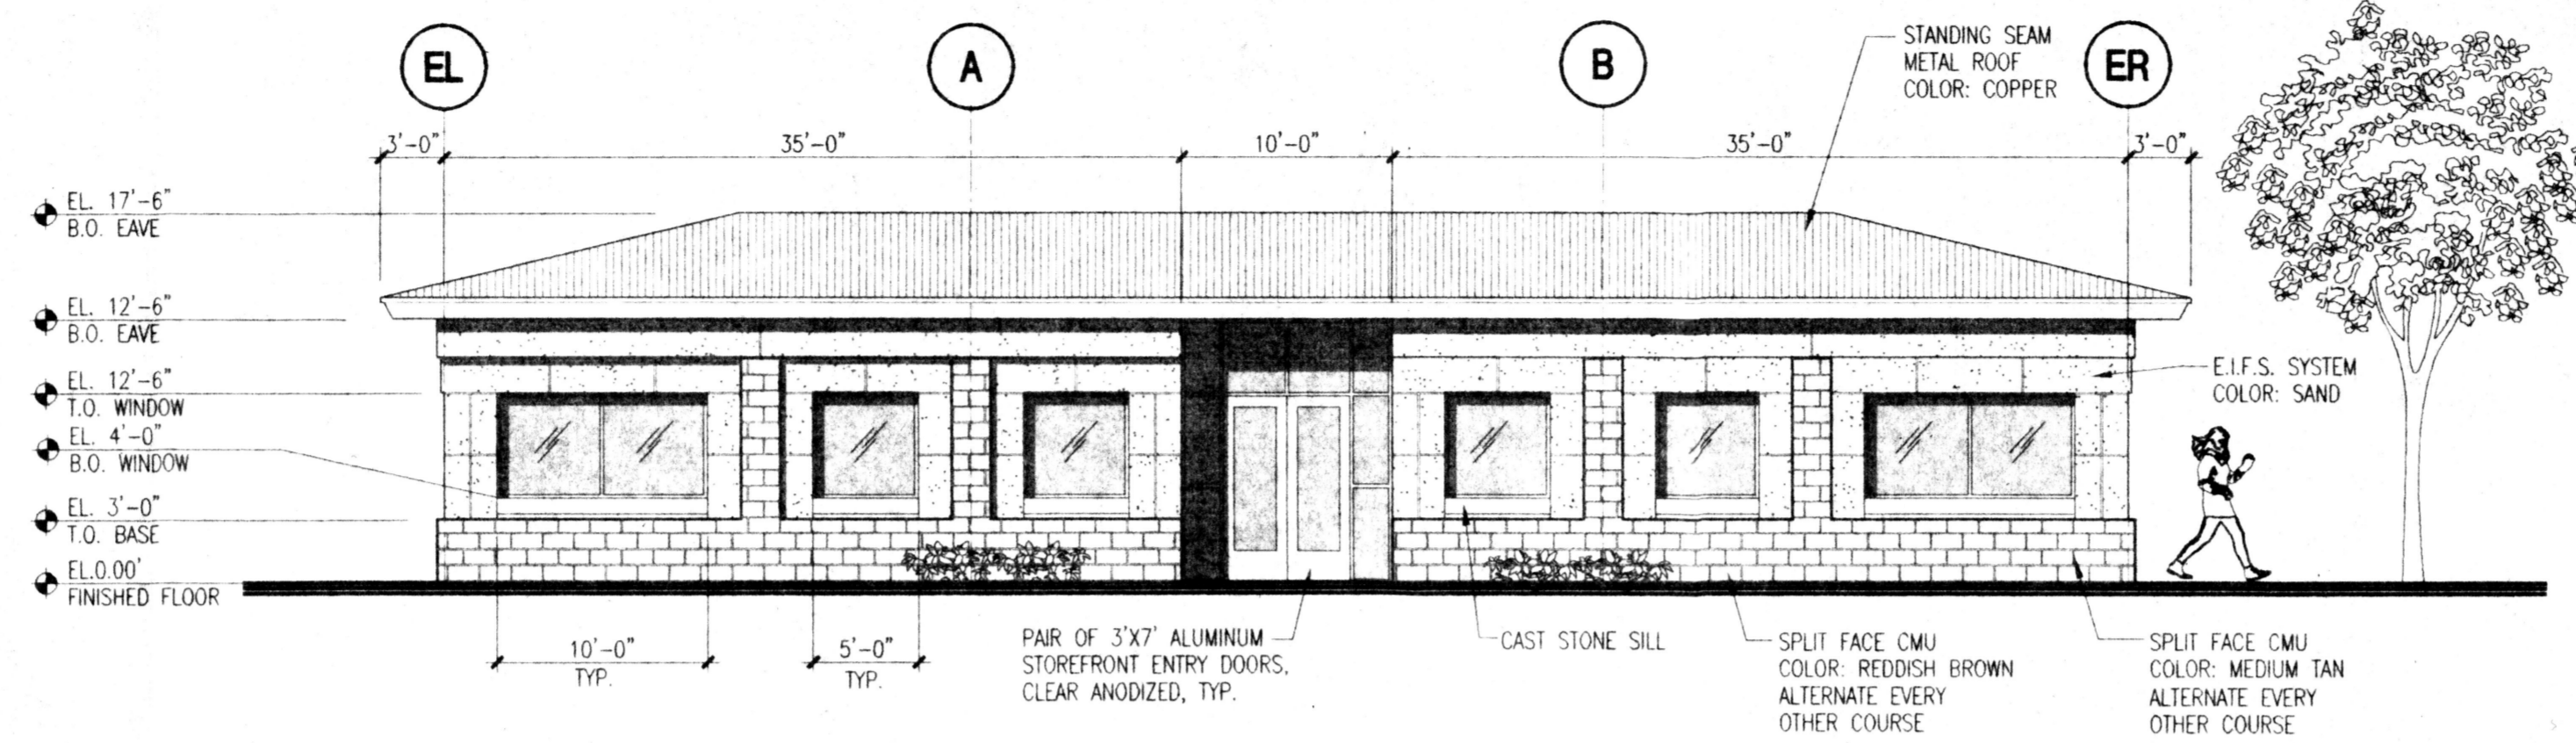 EL
A
B
ER
STANDING SEAM
METAL ROOF
COLOR: COPPER
3'-0"
35'-0"
10'-0"
35'-0"
3'-0"
EL. 17'-6"
B.O. EAVE
EL. 12'-6"
B.O. EAVE
EL. 12'-6"
T.O. WINDOW
EL. 4'-0"
B.O. WINDOW
EL. 3'-0"
T.O. BASE
EL.0.00'
FINISHED FLOOR
E.I.F.S. SYSTEM
COLOR: SAND
10'-0"
TYP.
5'-0"
TYP.
PAIR OF 3'X7' ALUMINUM
STOREFRONT ENTRY DOORS,
CLEAR ANODIZED, TYP.
CAST STONE SILL
SPLIT FACE CMU
COLOR: REDDISH BROWN
ALTERNATE EVERY
OTHER COURSE
SPLIT FACE CMU
COLOR: MEDIUM TAN
ALTERNATE EVERY
OTHER COURSE